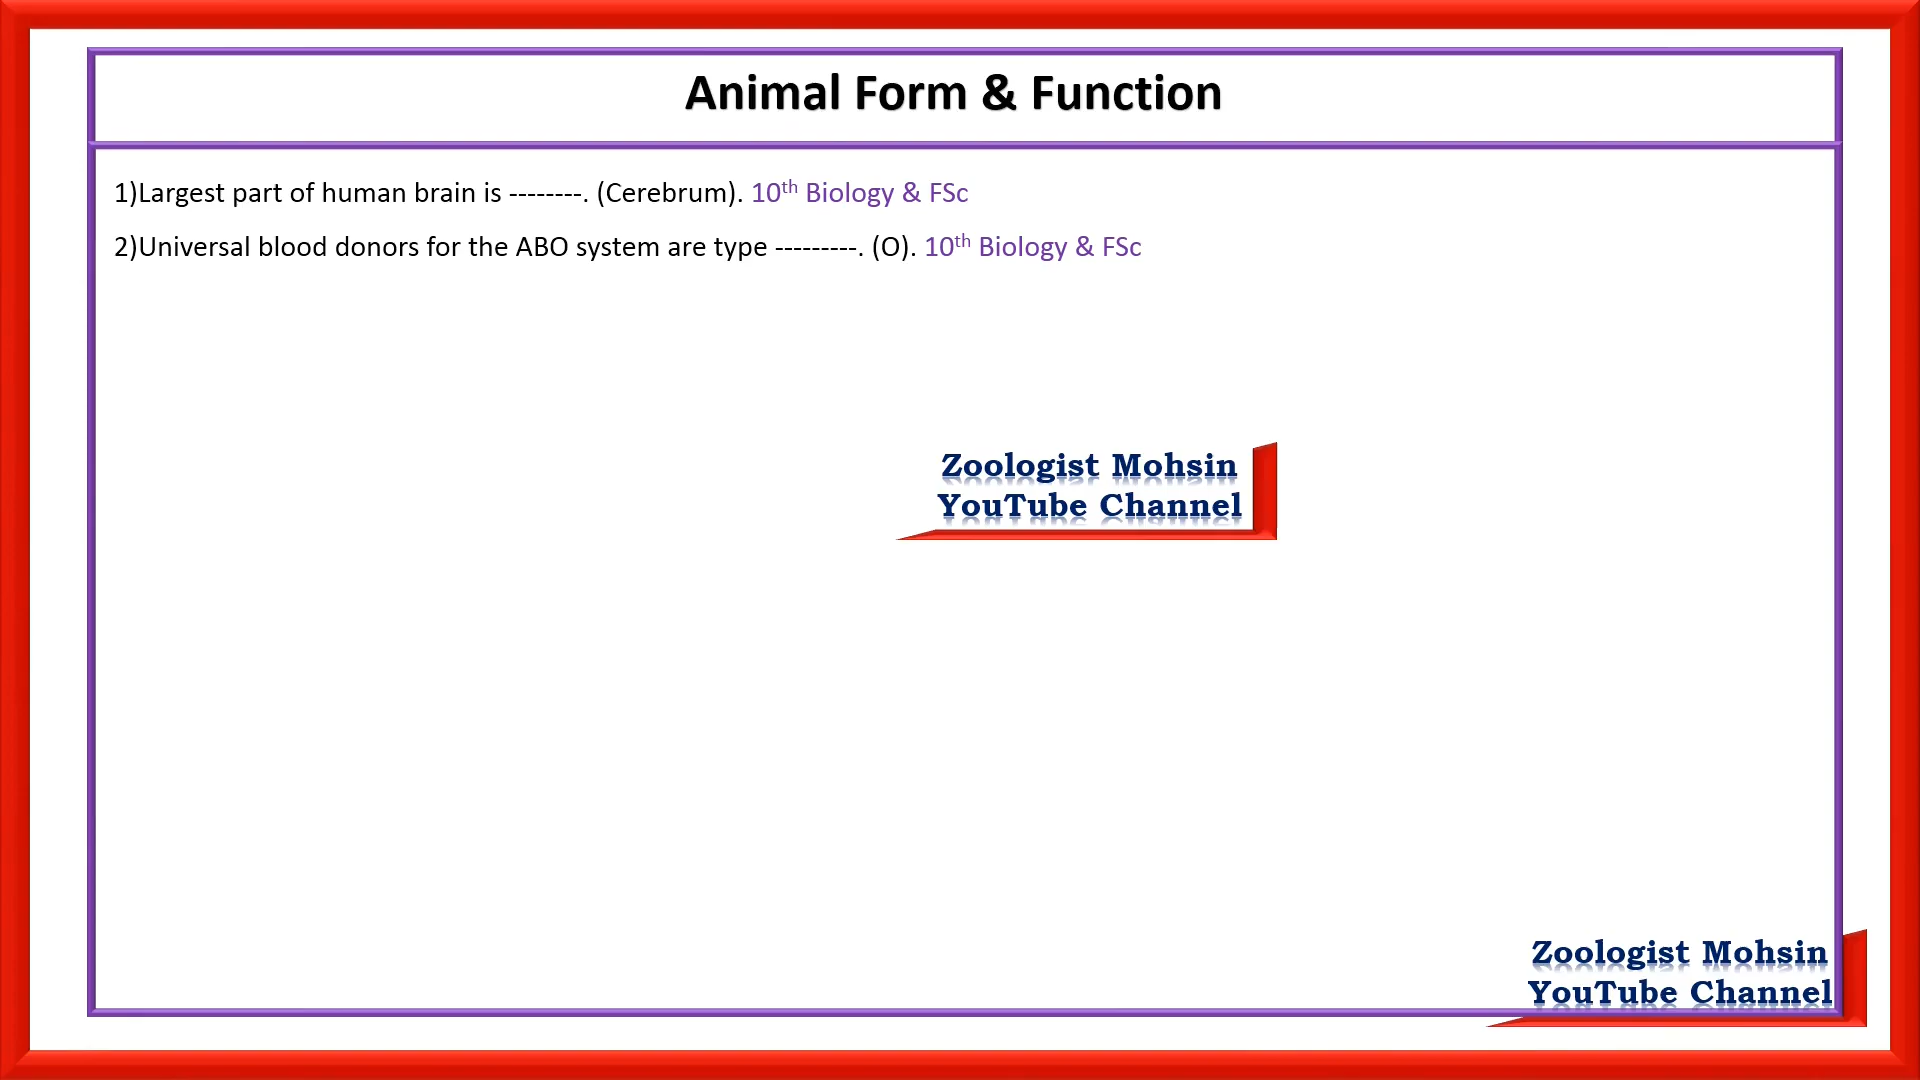 Animal Form & Function
1)Largest part of human brain is --------. (Cerebrum). 10th Biology & FSc
2)Universal blood donors for the ABO system are type ---------. (O). 10th Biology & FSc
Zoologist Mohsin
YouTube Channel
Zoologist Mohsin
YouTube Channel